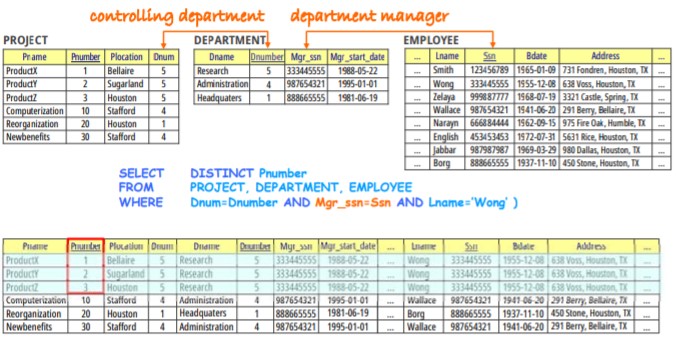 controlling department department manager
PROJECT DEPARTMENT EMPLOYEE
Pname Pnumber Plocation Dnum Dname Dnumber Mgr_ssn Mgr_start_date ... Lname Ssn Bdate Address ...
ProductX 1 Bellaire 5 Research 5 333445555 1988-05-22 ... Smith 123456789 1965-01-09 731 Fondren, Houston, TX ...
ProductY 2 Sugarland 5 Administration 4 987654321 1995-01-01 ... Wong 333445555 1955-12-08 638 Voss, Houston, TX ...
ProductZ 3 Houston 5 Headquaters 1 888665555 1981-06-19 ... Zelaya 999887777 1968-07-19 3321 Castle, Spring, TX ...
Computerization 10 Stafford 4 ... Wallace 987654321 1941-06-20 291 Berry, Bellaire, TX ...
Reorganization 20 Houston 1 ... Narayn 666884444 1962-09-15 975 Fire Oak, Humble, TX ...
Newbenefits 30 Stafford 4 ... English 453453453 1972-07-31 5631 Rice, Houston, TX ...
... Jabbar 987987987 1969-03-29 980 Dallas, Houston, TX ...
... Borg 888665555 1937-11-10 450 Stone, Houston, TX ...
SELECT DISTINCT Pnumber
FROM PROJECT, DEPARTMENT, EMPLOYEE
WHERE Dnum=Dnumber AND Mgr_ssn=Ssn AND Lname='Wong' )
Pname Pnumber Plocation Dnum Dname Dnumber Mgr_ssn Mgr_start_date ... Lname Ssn Bdate Address ...
ProductX 1 Bellaire 5 Research 5 333445555 1988-05-22 ... Wong 333445555 1955-12-08 638 Voss, Houston, TX ...
ProductY 2 Sugarland 5 Research 5 333445555 1988-05-22 ... Wong 333445555 1955-12-08 638 Voss, Houston, TX ...
ProductZ 3 Houston 5 Research 5 333445555 1988-05-22 ... Wong 333445555 1955-12-08 638 Voss, Houston, TX ...
Computerization 10 Stafford 4 Administration 4 987654321 1995-01-01 ... Wallace 987654321 1941-06-20 291 Berry, Bellaire, TX ...
Reorganization 20 Houston 1 Headquaters 1 888665555 1981-06-19 ... Borg 888665555 1937-11-10 450 Stone, Houston, TX ...
Newbenefits 30 Stafford 4 Administration 4 987654321 1995-01-01 ... Wallace 987654321 1941-06-20 291 Berry, Bellaire, TX ...